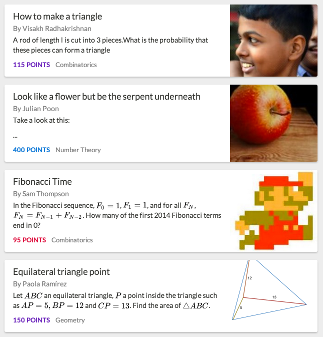 How to make a triangle
By Visakh Radhakrishnan
A rod of length l is cut into 3 pieces.What is the probability that
these pieces can form a triangle
115 POINTS Combinatorics
Look like a flower but be the serpent underneath
By Julian Poon
Take a look at this:
...
400 POINTS Number Theory
Fibonacci Time
By Sam Thompson
In the Fibonacci sequence, F₀ = 1, F₁ = 1, and for all F_N,
F_N = F_{N−1} + F_{N−2}. How many of the first 2014 Fibonacci terms
end in 0?
95 POINTS Combinatorics
Equilateral triangle point
By Paola Ramírez
Let ABC an equilateral triangle, P a point inside the triangle such
as AP = 5, BP = 12 and CP = 13. Find the area of △ABC.
150 POINTS Geometry
12
13